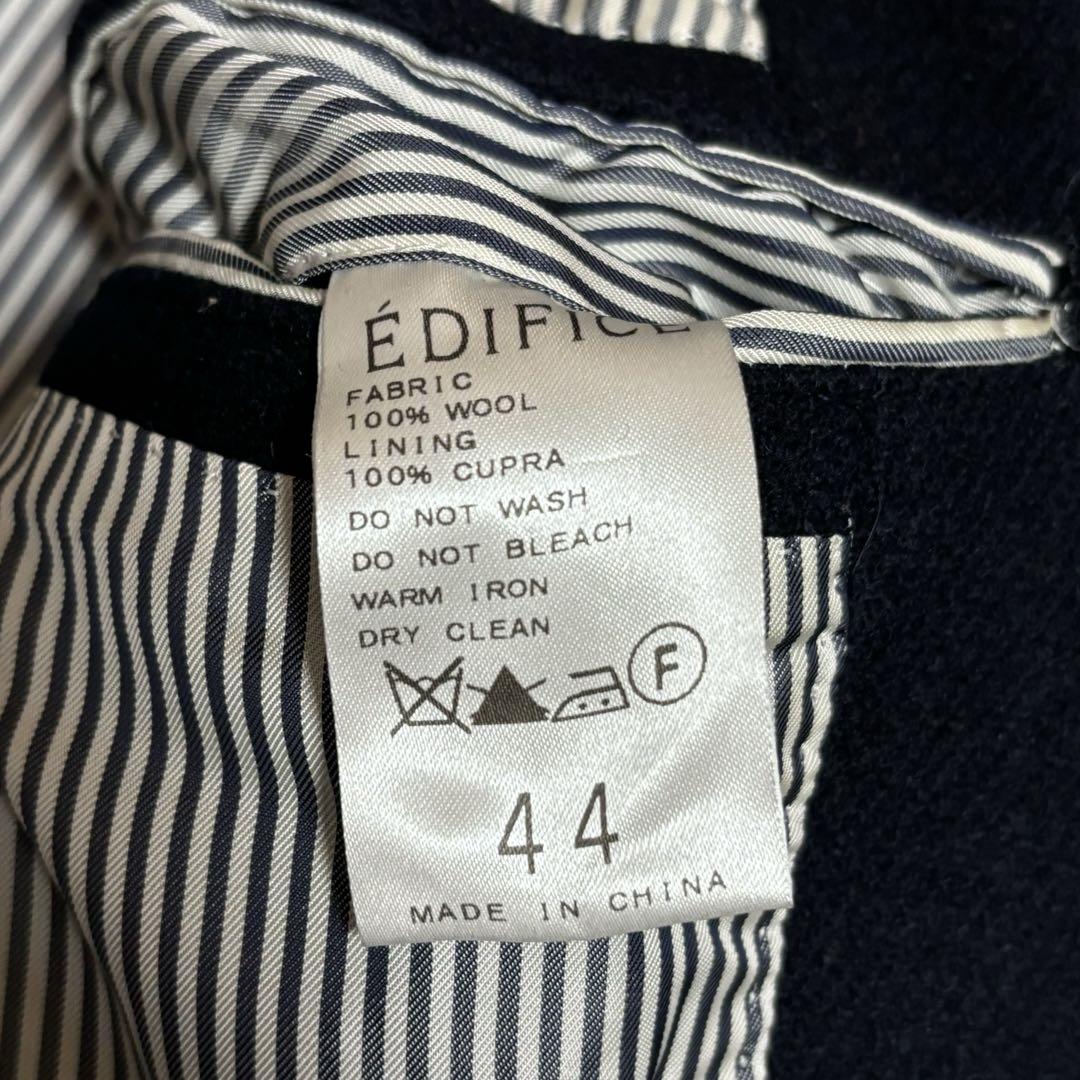 ÉDIFICE
FABRIC
100% WOOL
LINING
100% CUPRA
DO NOT WASH
DO NOT BLEACH
WARM IRON
DRY CLEAN
F
44
MADE IN CHINA